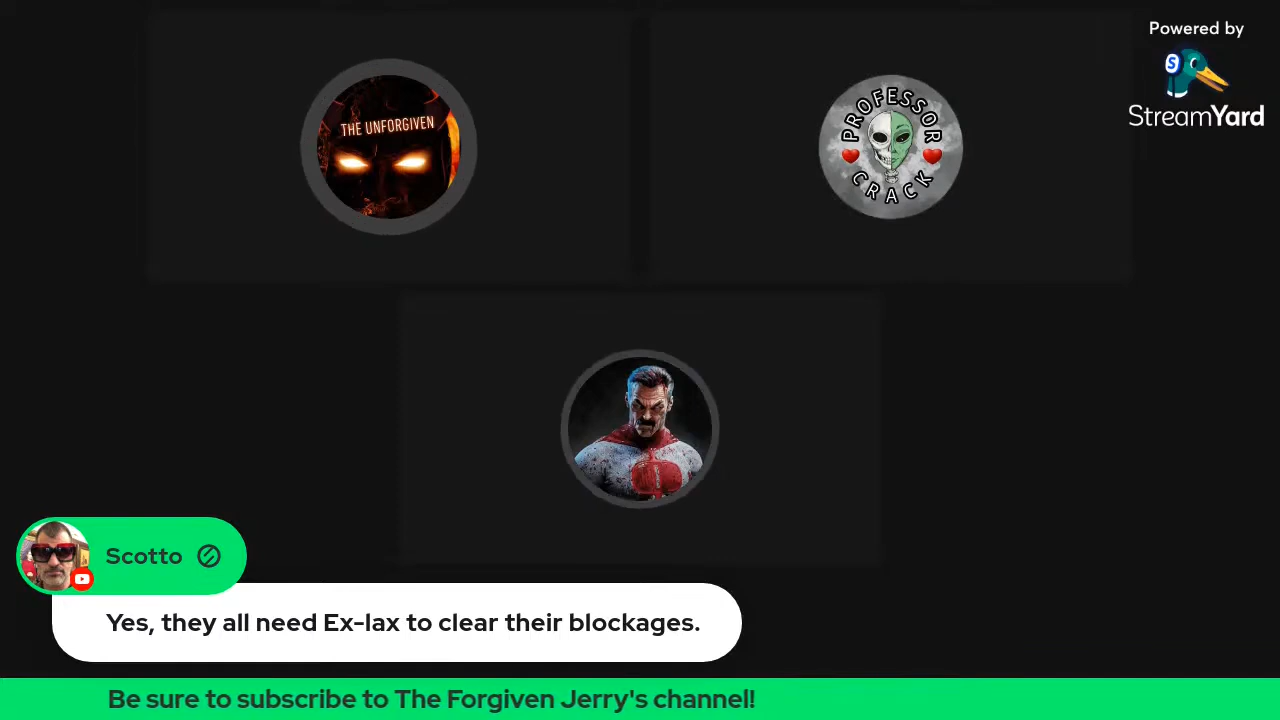 Powered by
S
StreamYard
THE UNFORGIVEN
PROFESSOR
CRACK
Scotto
Yes, they all need Ex-lax to clear their blockages.
Be sure to subscribe to The Forgiven Jerry's channel!